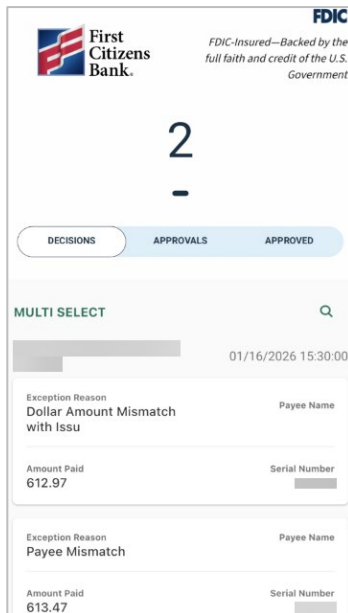 FDIC
First
Citizens
Bank.
FDIC-Insured—Backed by the
full faith and credit of the U.S.
Government
2
-
DECISIONS APPROVALS APPROVED
MULTI SELECT
01/16/2026 15:30:00
Exception Reason Payee Name
Dollar Amount Mismatch
with Issu
Amount Paid Serial Number
612.97
Exception Reason Payee Name
Payee Mismatch
Amount Paid Serial Number
613.47